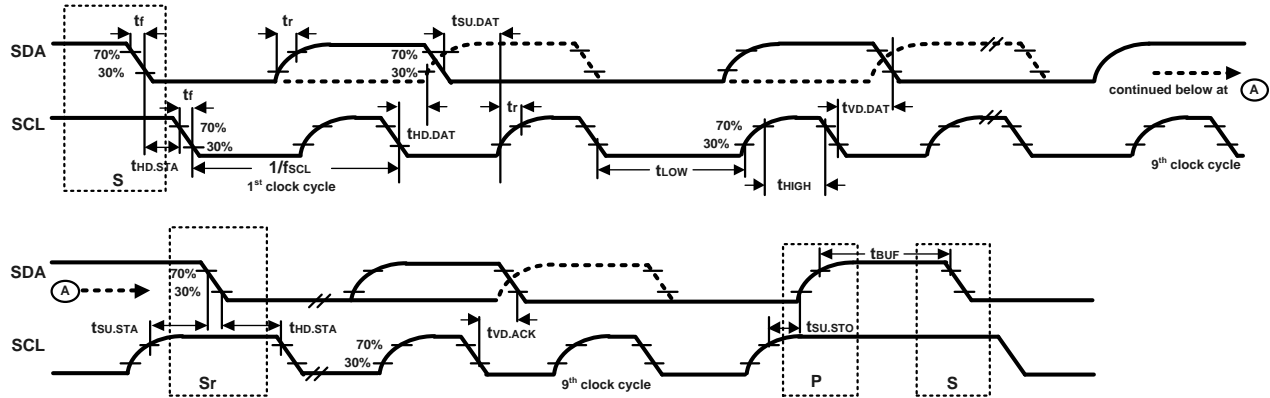 tf
tr
tSU.DAT
SDA
70%
30%
70%
30%
continued below at A
tf
tr
tVD.DAT
SCL
70%
30%
tHD.DAT
70%
30%
70%
30%
tHD.STA
1/fSCL
tLOW
tHIGH
S
1st clock cycle
9th clock cycle
SDA
70%
30%
tBUF
A
tSU.STA
tHD.STA
tVD.ACK
tSU.STO
SCL
70%
30%
Sr
9th clock cycle
P
S